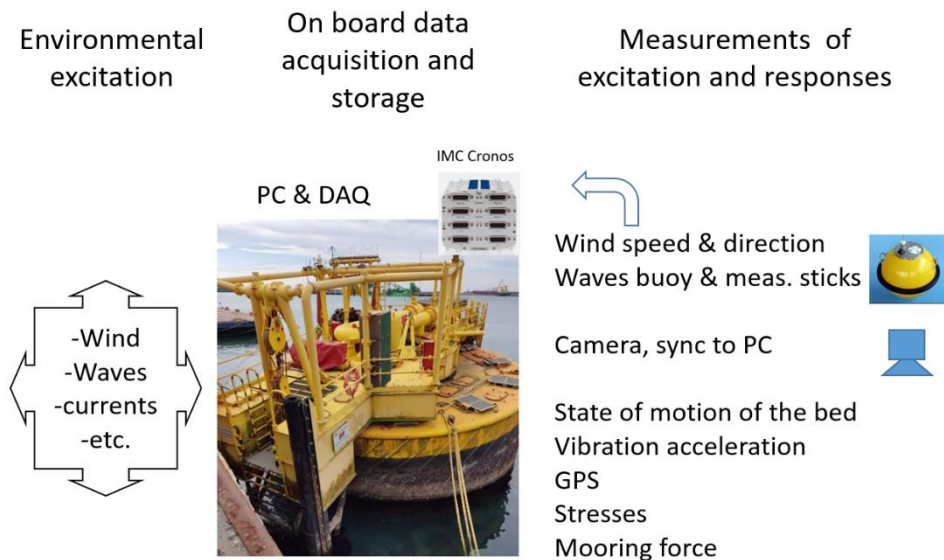 Environmental
excitation
On board data
acquisition and
storage
Measurements of
excitation and responses
IMC Cronos
PC & DAQ
-Wind
-Waves
-currents
-etc.
Wind speed & direction
Waves buoy & meas. sticks
Camera, sync to PC
State of motion of the bed
Vibration acceleration
GPS
Stresses
Mooring force